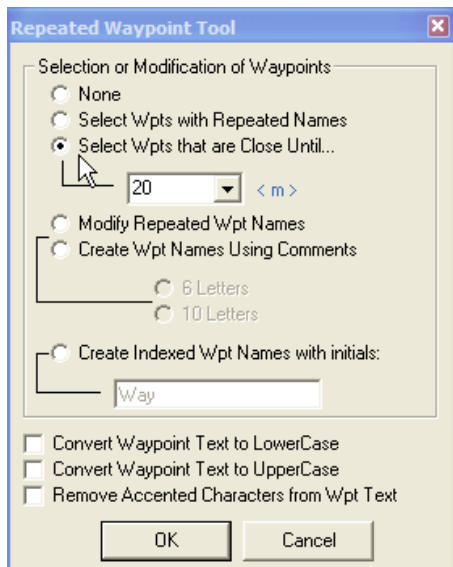 Repeated Waypoint Tool
Selection or Modification of Waypoints
None
Select Wpts with Repeated Names
Select Wpts that are Close Until...
20 < m >
Modify Repeated Wpt Names
Create Wpt Names Using Comments
6 Letters
10 Letters
Create Indexed Wpt Names with initials:
Way
Convert Waypoint Text to LowerCase
Convert Waypoint Text to UpperCase
Remove Accented Characters from Wpt Text
OK Cancel